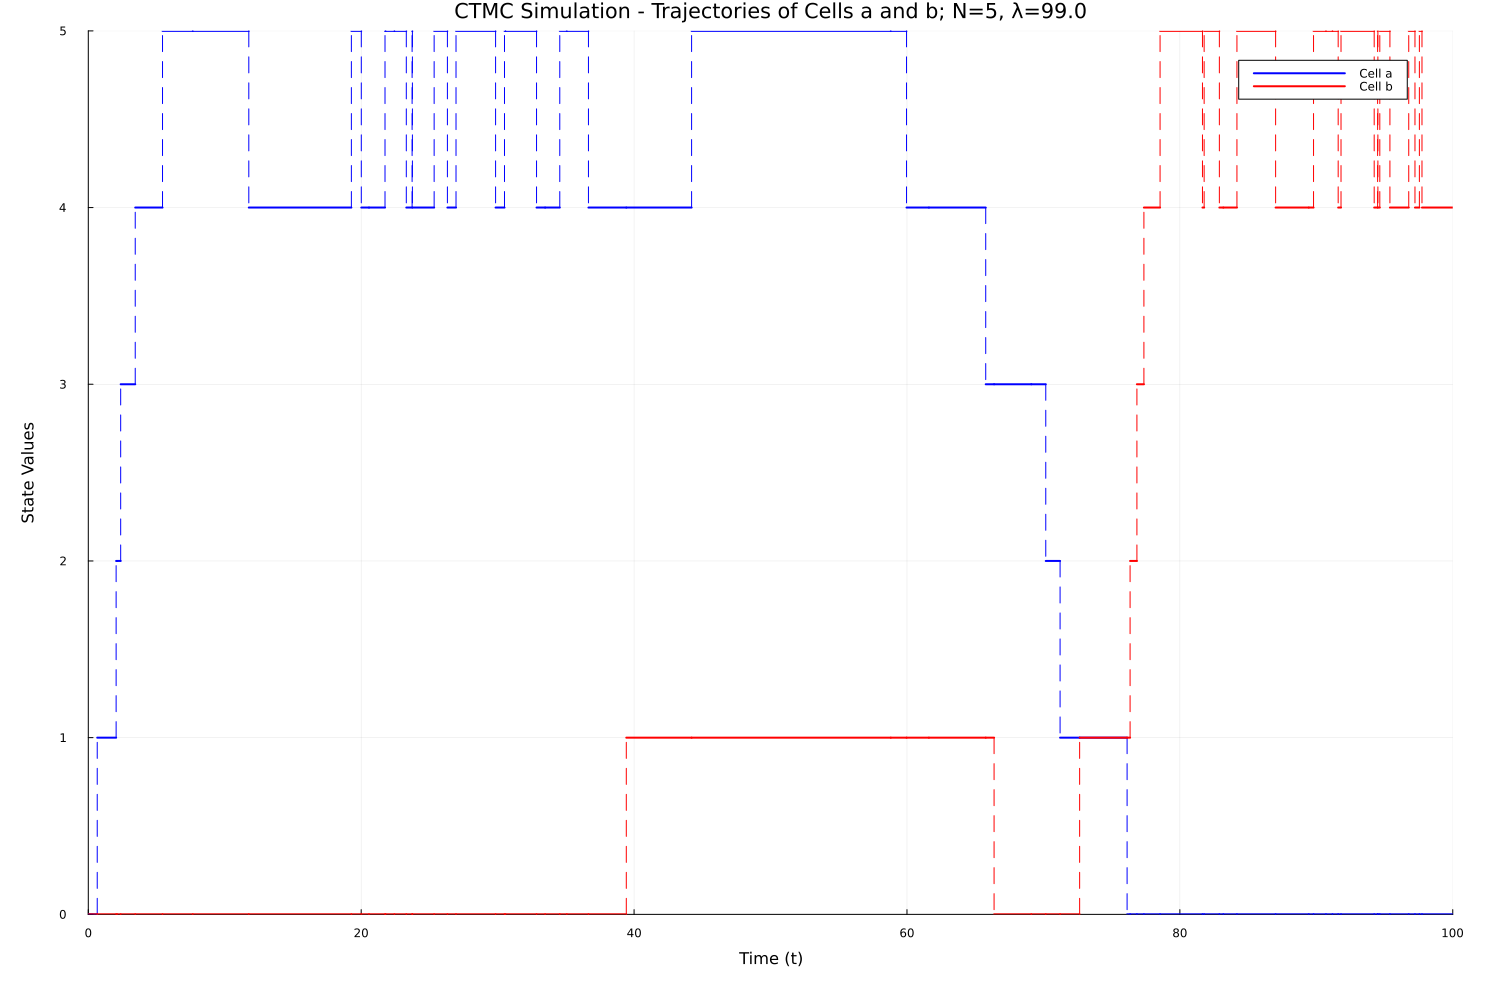 CTMC Simulation - Trajectories of Cells a and b; N=5, λ=99.0
5
Cell a
Cell b
4
3
State Values
2
1
0
0 20 40 60 80 100
Time (t)